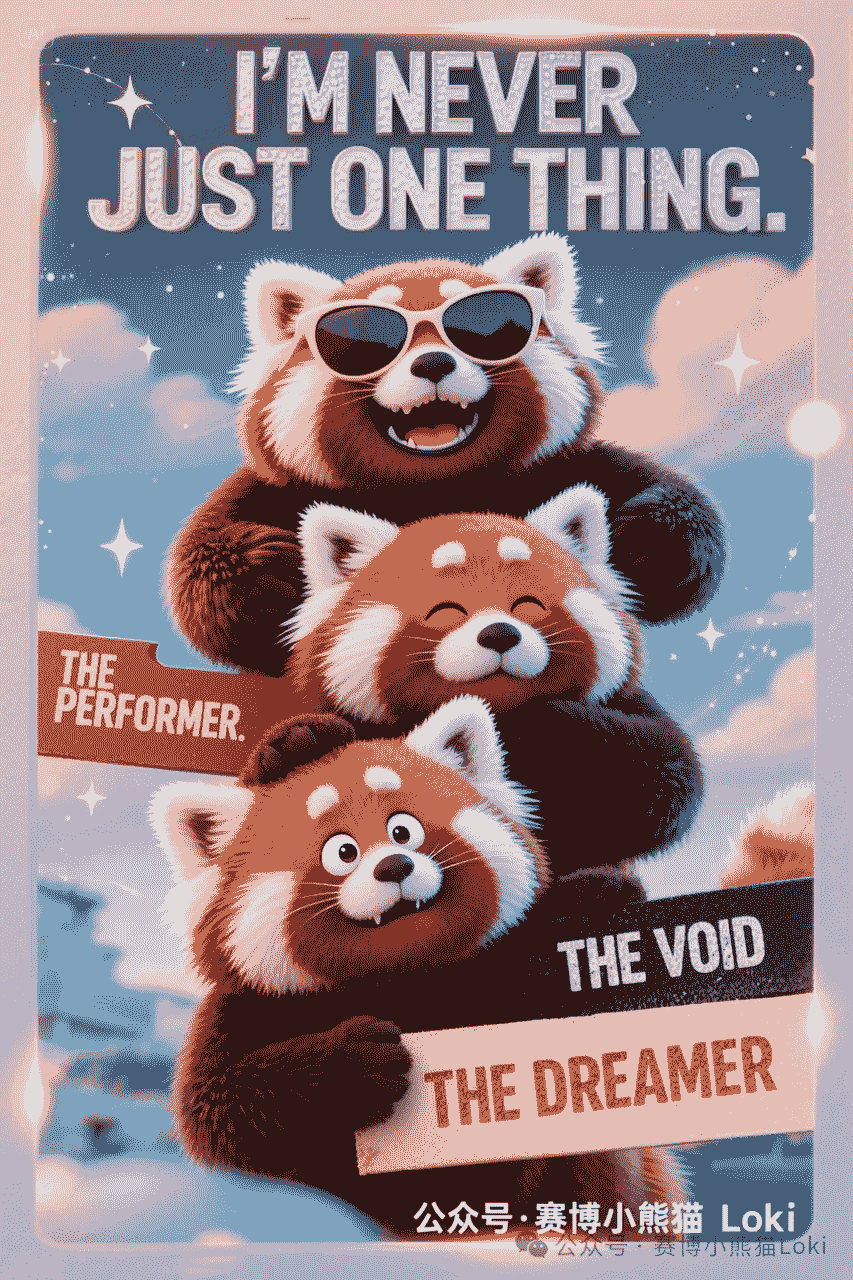 I'M NEVER
JUST ONE THING.
THE
PERFORMER.
THE VOID
THE DREAMER
公众号·赛博小熊猫 Loki
公众号 · 赛博小熊猫Loki